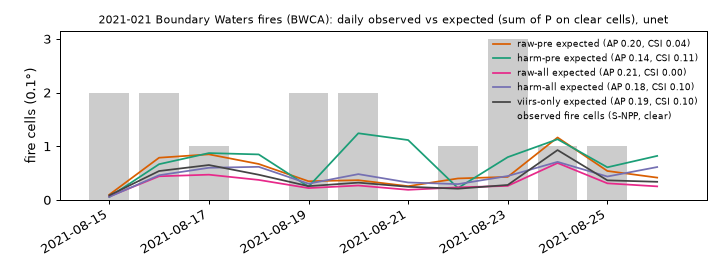 2021-021 Boundary Waters fires (BWCA): daily observed vs expected (sum of P on clear cells), unet
fire cells (0.1°)
3
2
1
0
raw-pre expected (AP 0.20, CSI 0.04)
harm-pre expected (AP 0.14, CSI 0.11)
raw-all expected (AP 0.21, CSI 0.00)
harm-all expected (AP 0.18, CSI 0.10)
viirs-only expected (AP 0.19, CSI 0.10)
observed fire cells (S-NPP, clear)
2021-08-15
2021-08-17
2021-08-19
2021-08-21
2021-08-23
2021-08-25